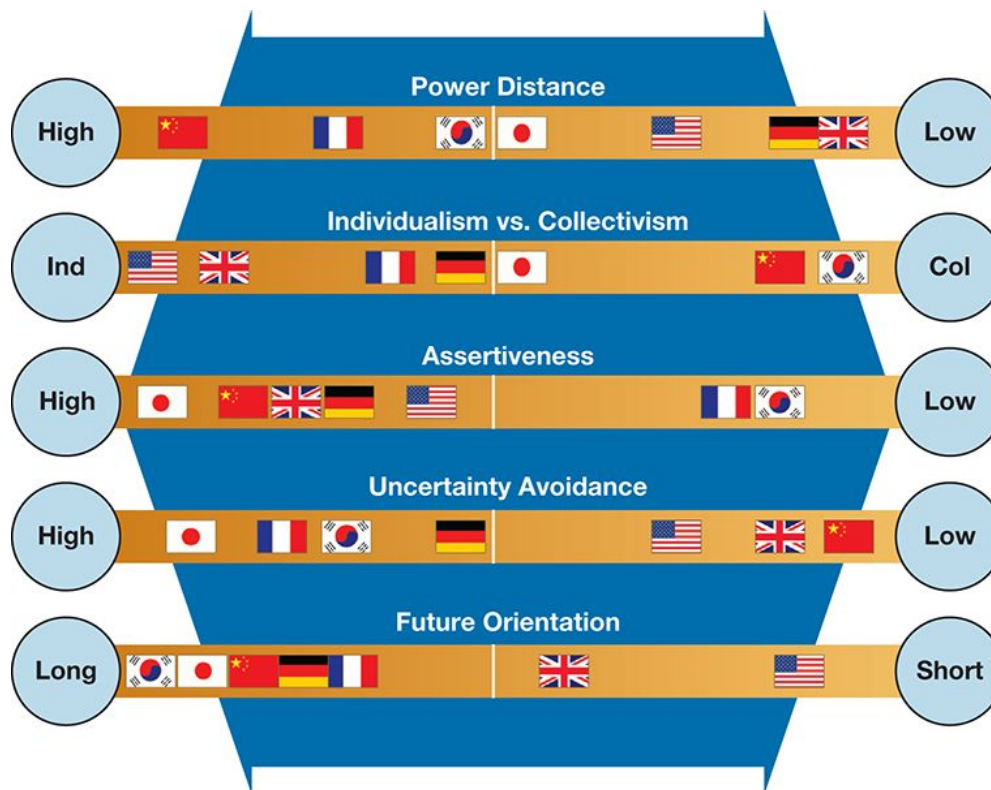 Power Distance
High
Low
Individualism vs. Collectivism
Ind
Col
Assertiveness
High
Low
Uncertainty Avoidance
High
Low
Future Orientation
Long
Short